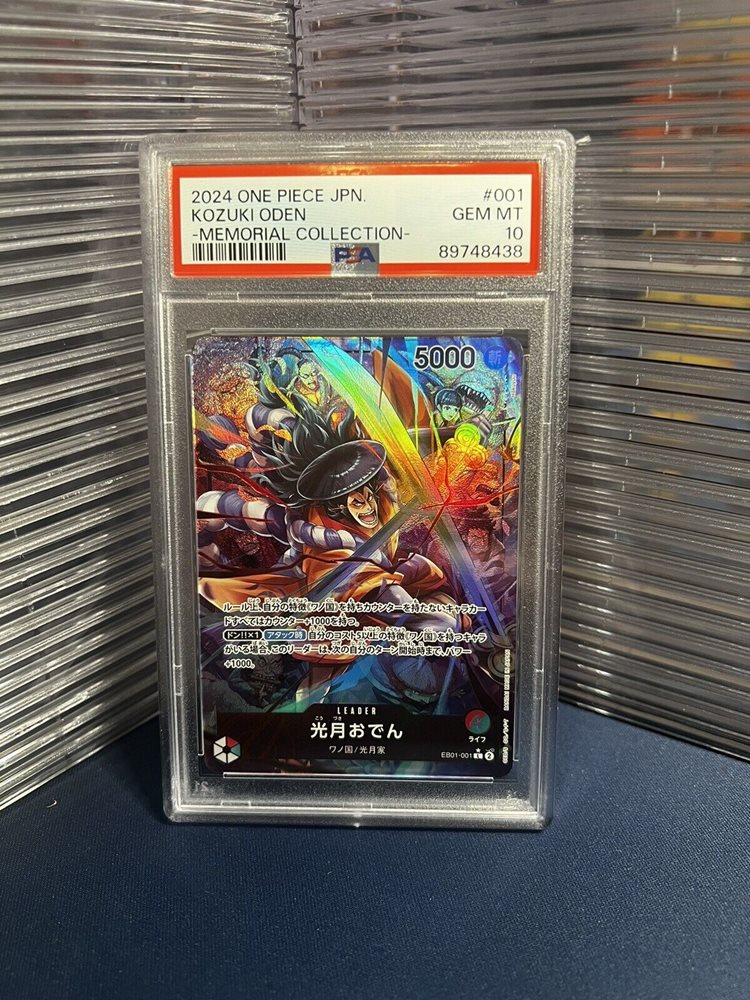 2024 ONE PIECE JPN. #001
KOZUKI ODEN GEM MT
-MEMORIAL COLLECTION- 10
89748438
PSA
5000 斬
ルール上、自分の特徴《ワノ国》を持ちカウンターを持たないキャラカー
ドすべてはカウンター+1000を持つ。
ドン!!×1 アタック時 自分のコスト5以上の特徴《ワノ国》を持つキャラ
がいる場合、このリーダーは、次の自分のターン開始時まで、パワー
+1000。
LEADER
こう づき
光月おでん
ワノ国/光月家
ライフ
EB01-001 L 2